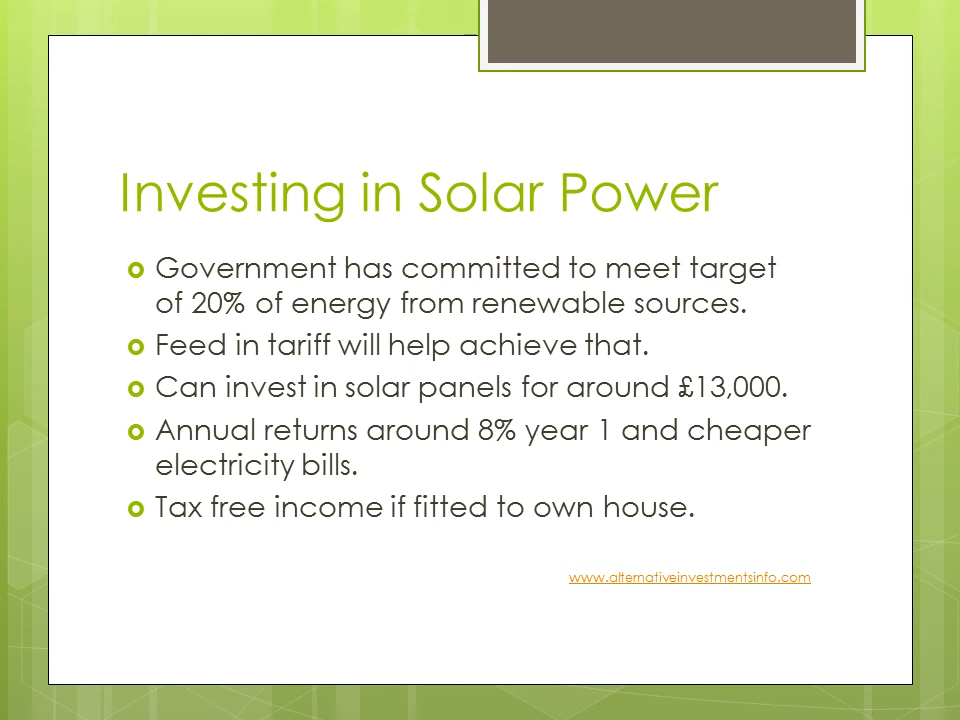 Investing in Solar Power
Government has committed to meet target
of 20% of energy from renewable sources.
Feed in tariff will help achieve that.
Can invest in solar panels for around £13,000.
Annual returns around 8% year 1 and cheaper
electricity bills.
Tax free income if fitted to own house.
www.alternativeinvestmentsinfo.com